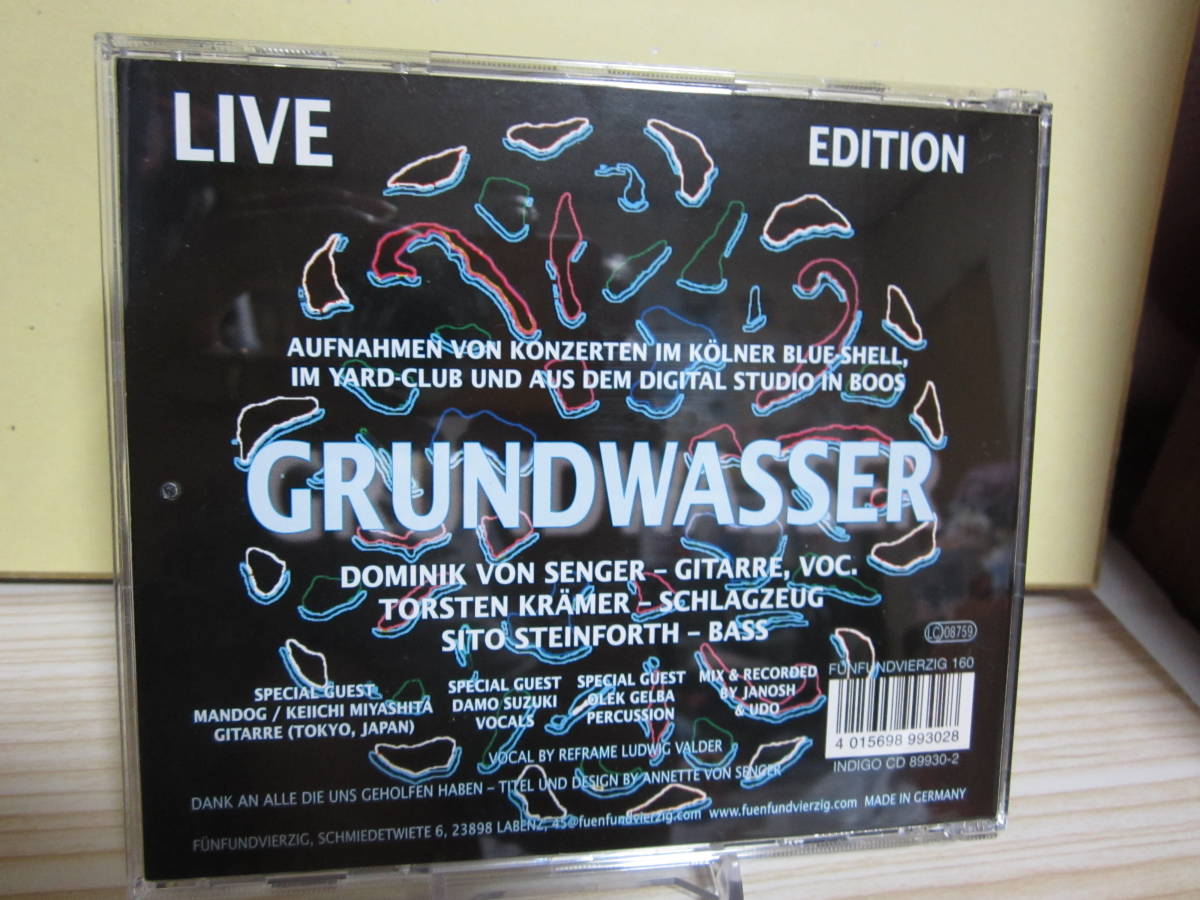 LIVE
EDITION
AUFNAHMEN VON KONZERTEN IM KÖLNER BLUE-SHELL,
IM YARD-CLUB UND AUS DEM DIGITAL STUDIO IN BOOS
GRUNDWASSER
DOMINIK VON SENGER – GITARRE, VOC.
TORSTEN KRÄMER – SCHLAGZEUG
SITO STEINFORTH – BASS
LC 08759
SPECIAL GUEST
MANDOG / KEIICHI MIYASHITA
GITARRE (TOKYO, JAPAN)
SPECIAL GUEST
DAMO SUZUKI
VOCALS
SPECIAL GUEST
OLEK GELBA
PERCUSSION
MIX & RECORDED
BY JANOSH
& UDO
FÜNFUNDVIERZIG 160
4 015698 993028
INDIGO CD 89930-2
VOCAL BY REFRAME LUDWIG VALDER
DANK AN ALLE DIE UNS GEHOLFEN HABEN – TITEL UND DESIGN BY ANNETTE VON SENGER
FÜNFUNDVIERZIG, SCHMIEDETWIETE 6, 23898 LABENZ, 45@fuenfundvierzig.com www.fuenfundvierzig.com MADE IN GERMANY